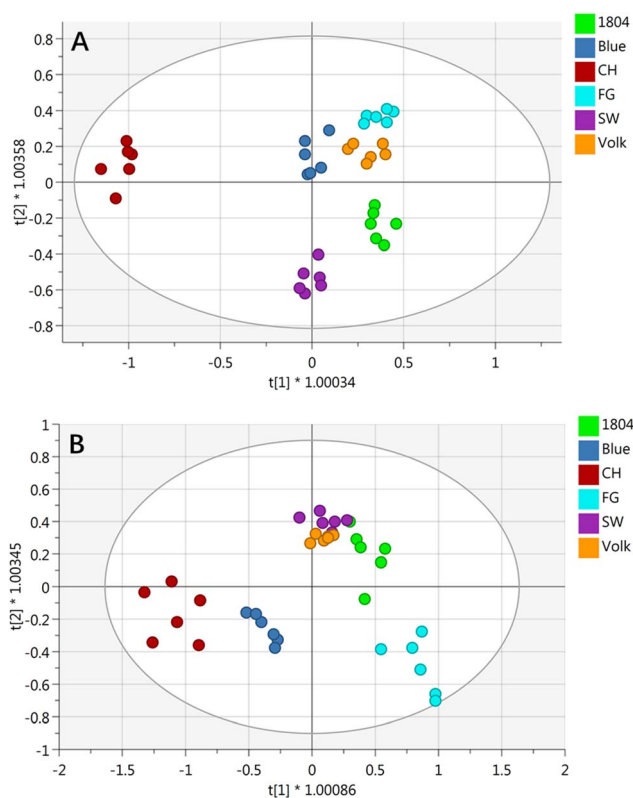 A
0.8
0.6
0.4
0.2
0
-0.2
-0.4
-0.6
-0.8
t[2] * 1.00358
-1
-0.5
0
0.5
1
t[1] * 1.00034
1804
Blue
CH
FG
SW
Volk
B
1
0.8
0.6
0.4
0.2
0
-0.2
-0.4
-0.6
-0.8
-1
t[2] * 1.00345
-2
-1.5
-1
-0.5
0
0.5
1
1.5
2
t[1] * 1.00086
1804
Blue
CH
FG
SW
Volk